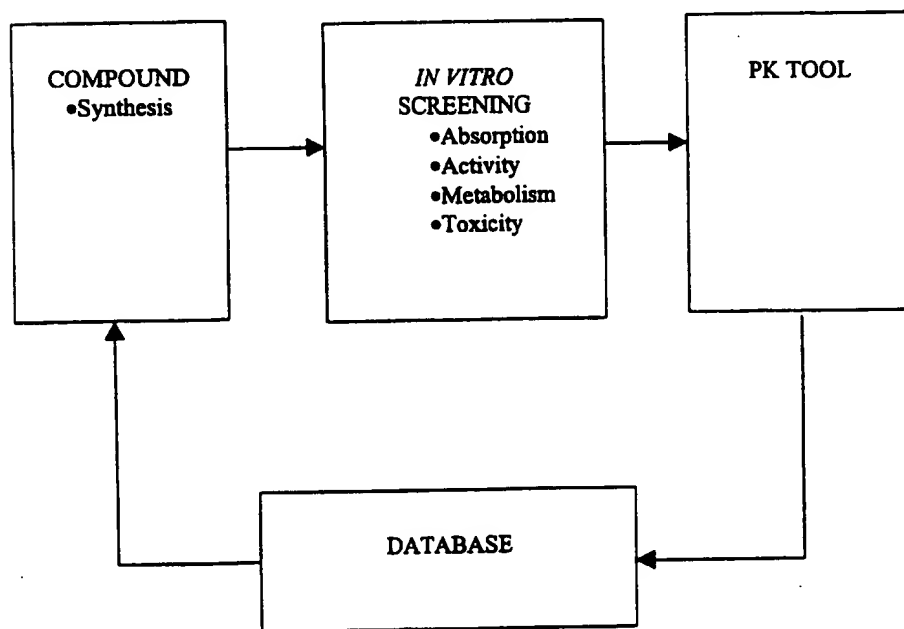 COMPOUND
•Synthesis
IN VITRO
SCREENING
•Absorption
•Activity
•Metabolism
•Toxicity
PK TOOL
DATABASE